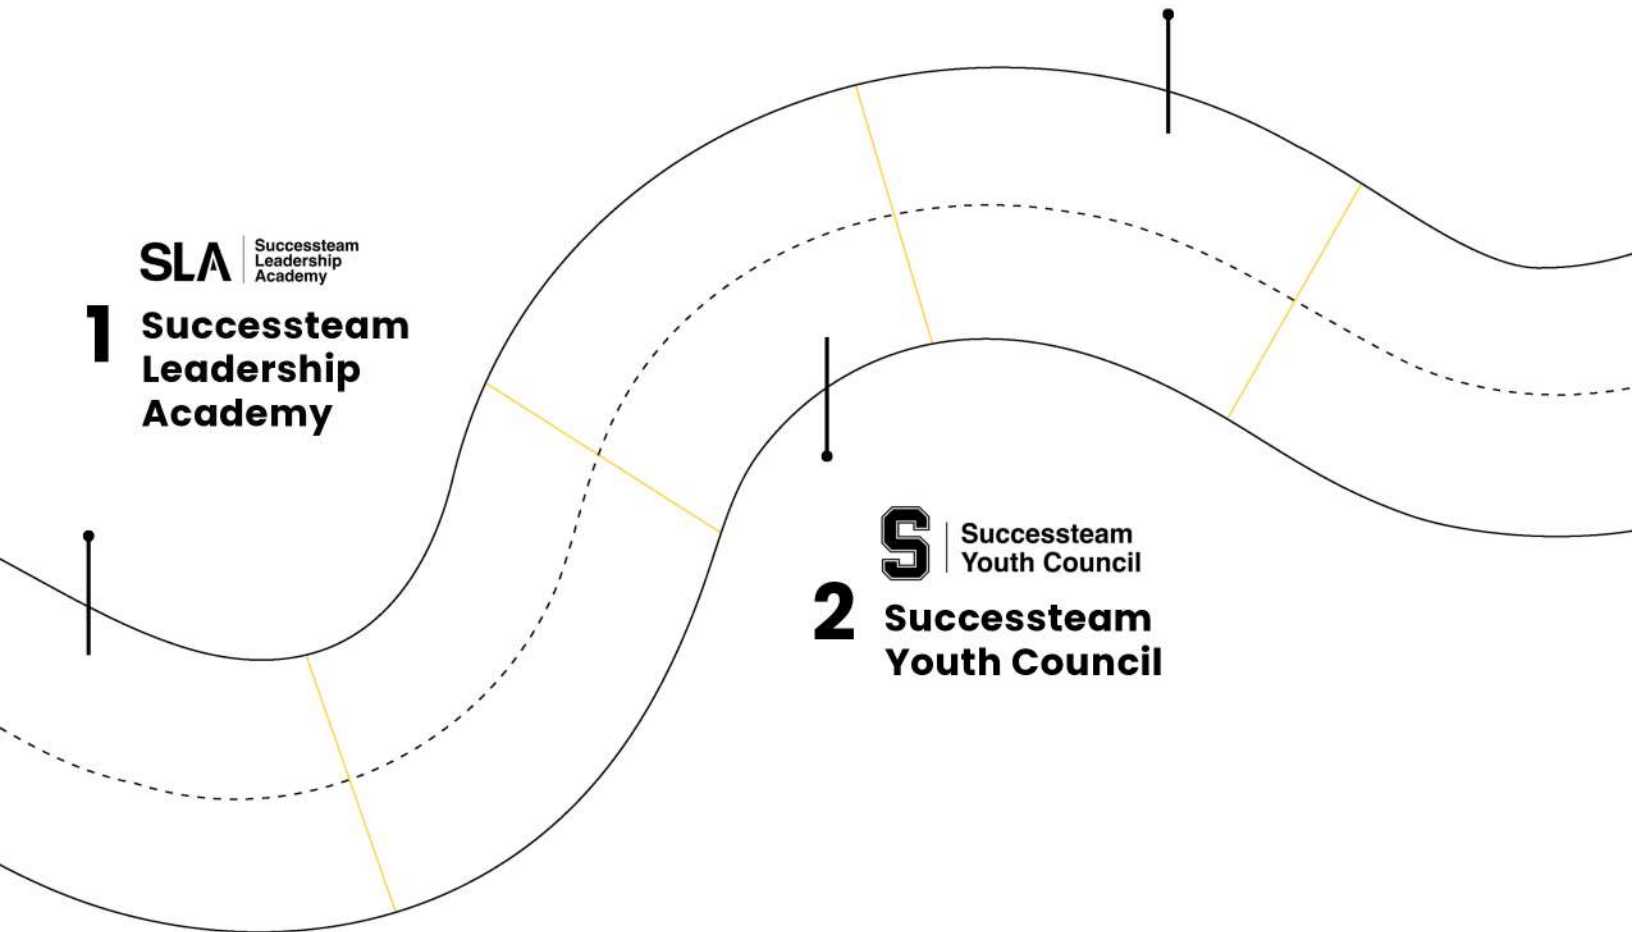 SLA
Successteam
Leadership
Academy
1
Successteam
Leadership
Academy
S
Successteam
Youth Council
2
Successteam
Youth Council